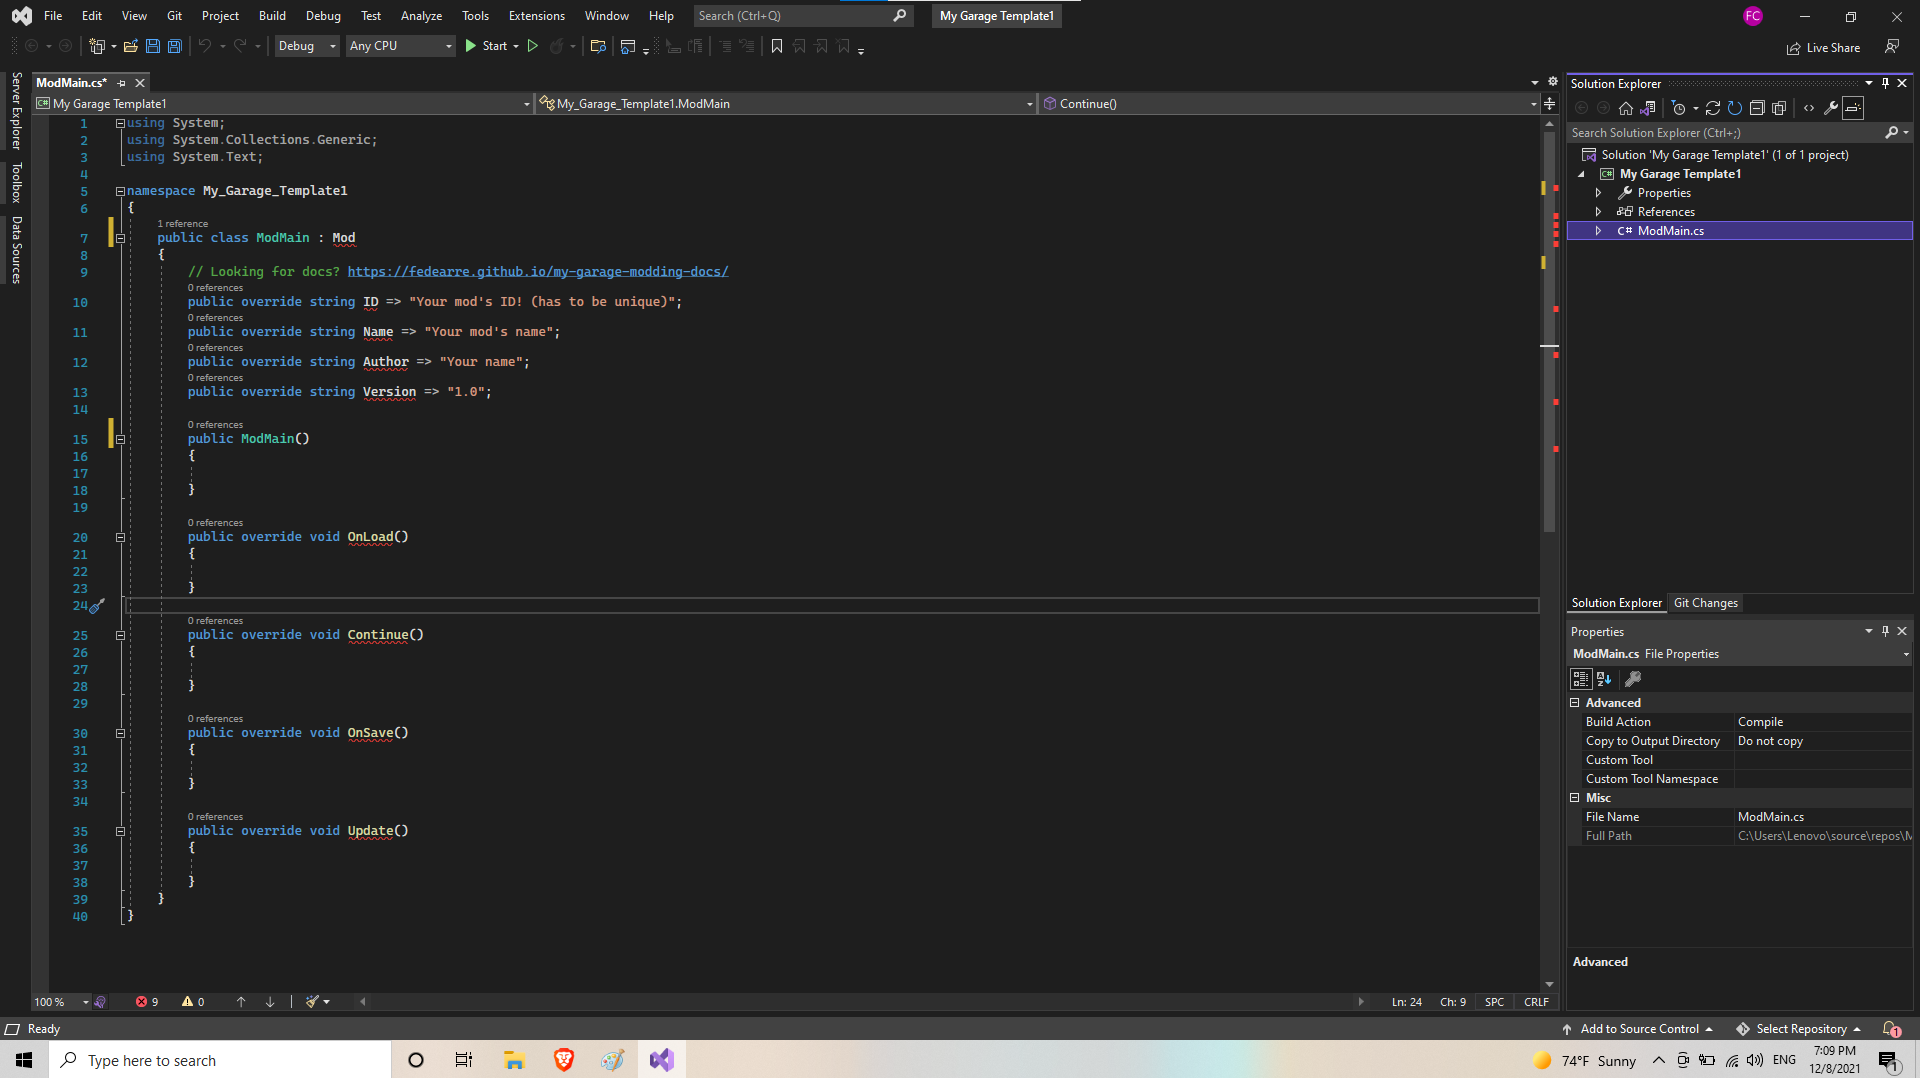 File Edit View Git Project Build Debug Test Analyze Tools Extensions Window Help Search (Ctrl+Q) My Garage Template1 FC
Debug Any CPU Start Live Share
Server Explorer
Toolbox
Data Sources
ModMain.cs*
My Garage Template1 My_Garage_Template1.ModMain Continue()
1 using System;
2 using System.Collections.Generic;
3 using System.Text;
4
5 namespace My_Garage_Template1
6 {
1 reference
7 public class ModMain : Mod
8 {
9 // Looking for docs? https://fedearre.github.io/my-garage-modding-docs/
0 references
10 public override string ID => "Your mod's ID! (has to be unique)";
0 references
11 public override string Name => "Your mod's name";
0 references
12 public override string Author => "Your name";
0 references
13 public override string Version => "1.0";
14
0 references
15 public ModMain()
16 {
17
18 }
19
0 references
20 public override void OnLoad()
21 {
22
23 }
24
0 references
25 public override void Continue()
26 {
27
28 }
29
0 references
30 public override void OnSave()
31 {
32
33 }
34
0 references
35 public override void Update()
36 {
37
38 }
39 }
40 }
100 % 9 0 Ln: 24 Ch: 9 SPC CRLF
Solution Explorer
Search Solution Explorer (Ctrl+;)
Solution 'My Garage Template1' (1 of 1 project)
C# My Garage Template1
Properties
References
C# ModMain.cs
Solution Explorer Git Changes
Properties
ModMain.cs File Properties
Advanced
Build Action Compile
Copy to Output Directory Do not copy
Custom Tool
Custom Tool Namespace
Misc
File Name ModMain.cs
Full Path C:\Users\Lenovo\source\repos\M
Advanced
Ready Add to Source Control Select Repository 1
Type here to search 74°F Sunny ENG 7:09 PM
12/8/2021 1